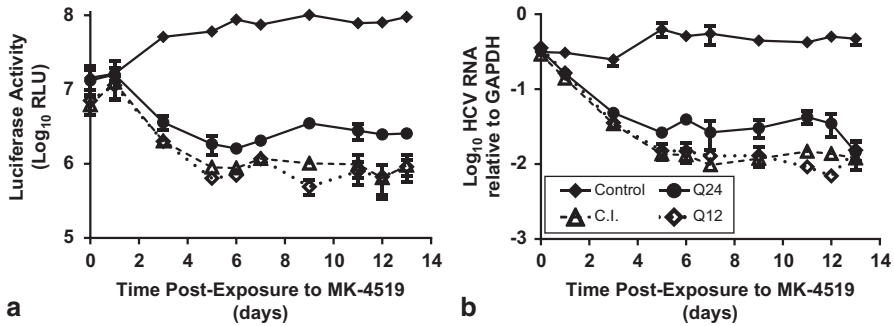 8
7
6
5
Luciferase Activity
(Log10 RLU)
0 2 4 6 8 10 12 14
Time Post-Exposure to MK-4519
(days)
a
-0
-1
-2
-3
Log10 HCV RNA
relative to GAPDH
Control Q24
C.I. Q12
0 2 4 6 8 10 12 14
Time Post-Exposure to MK-4519
(days)
b